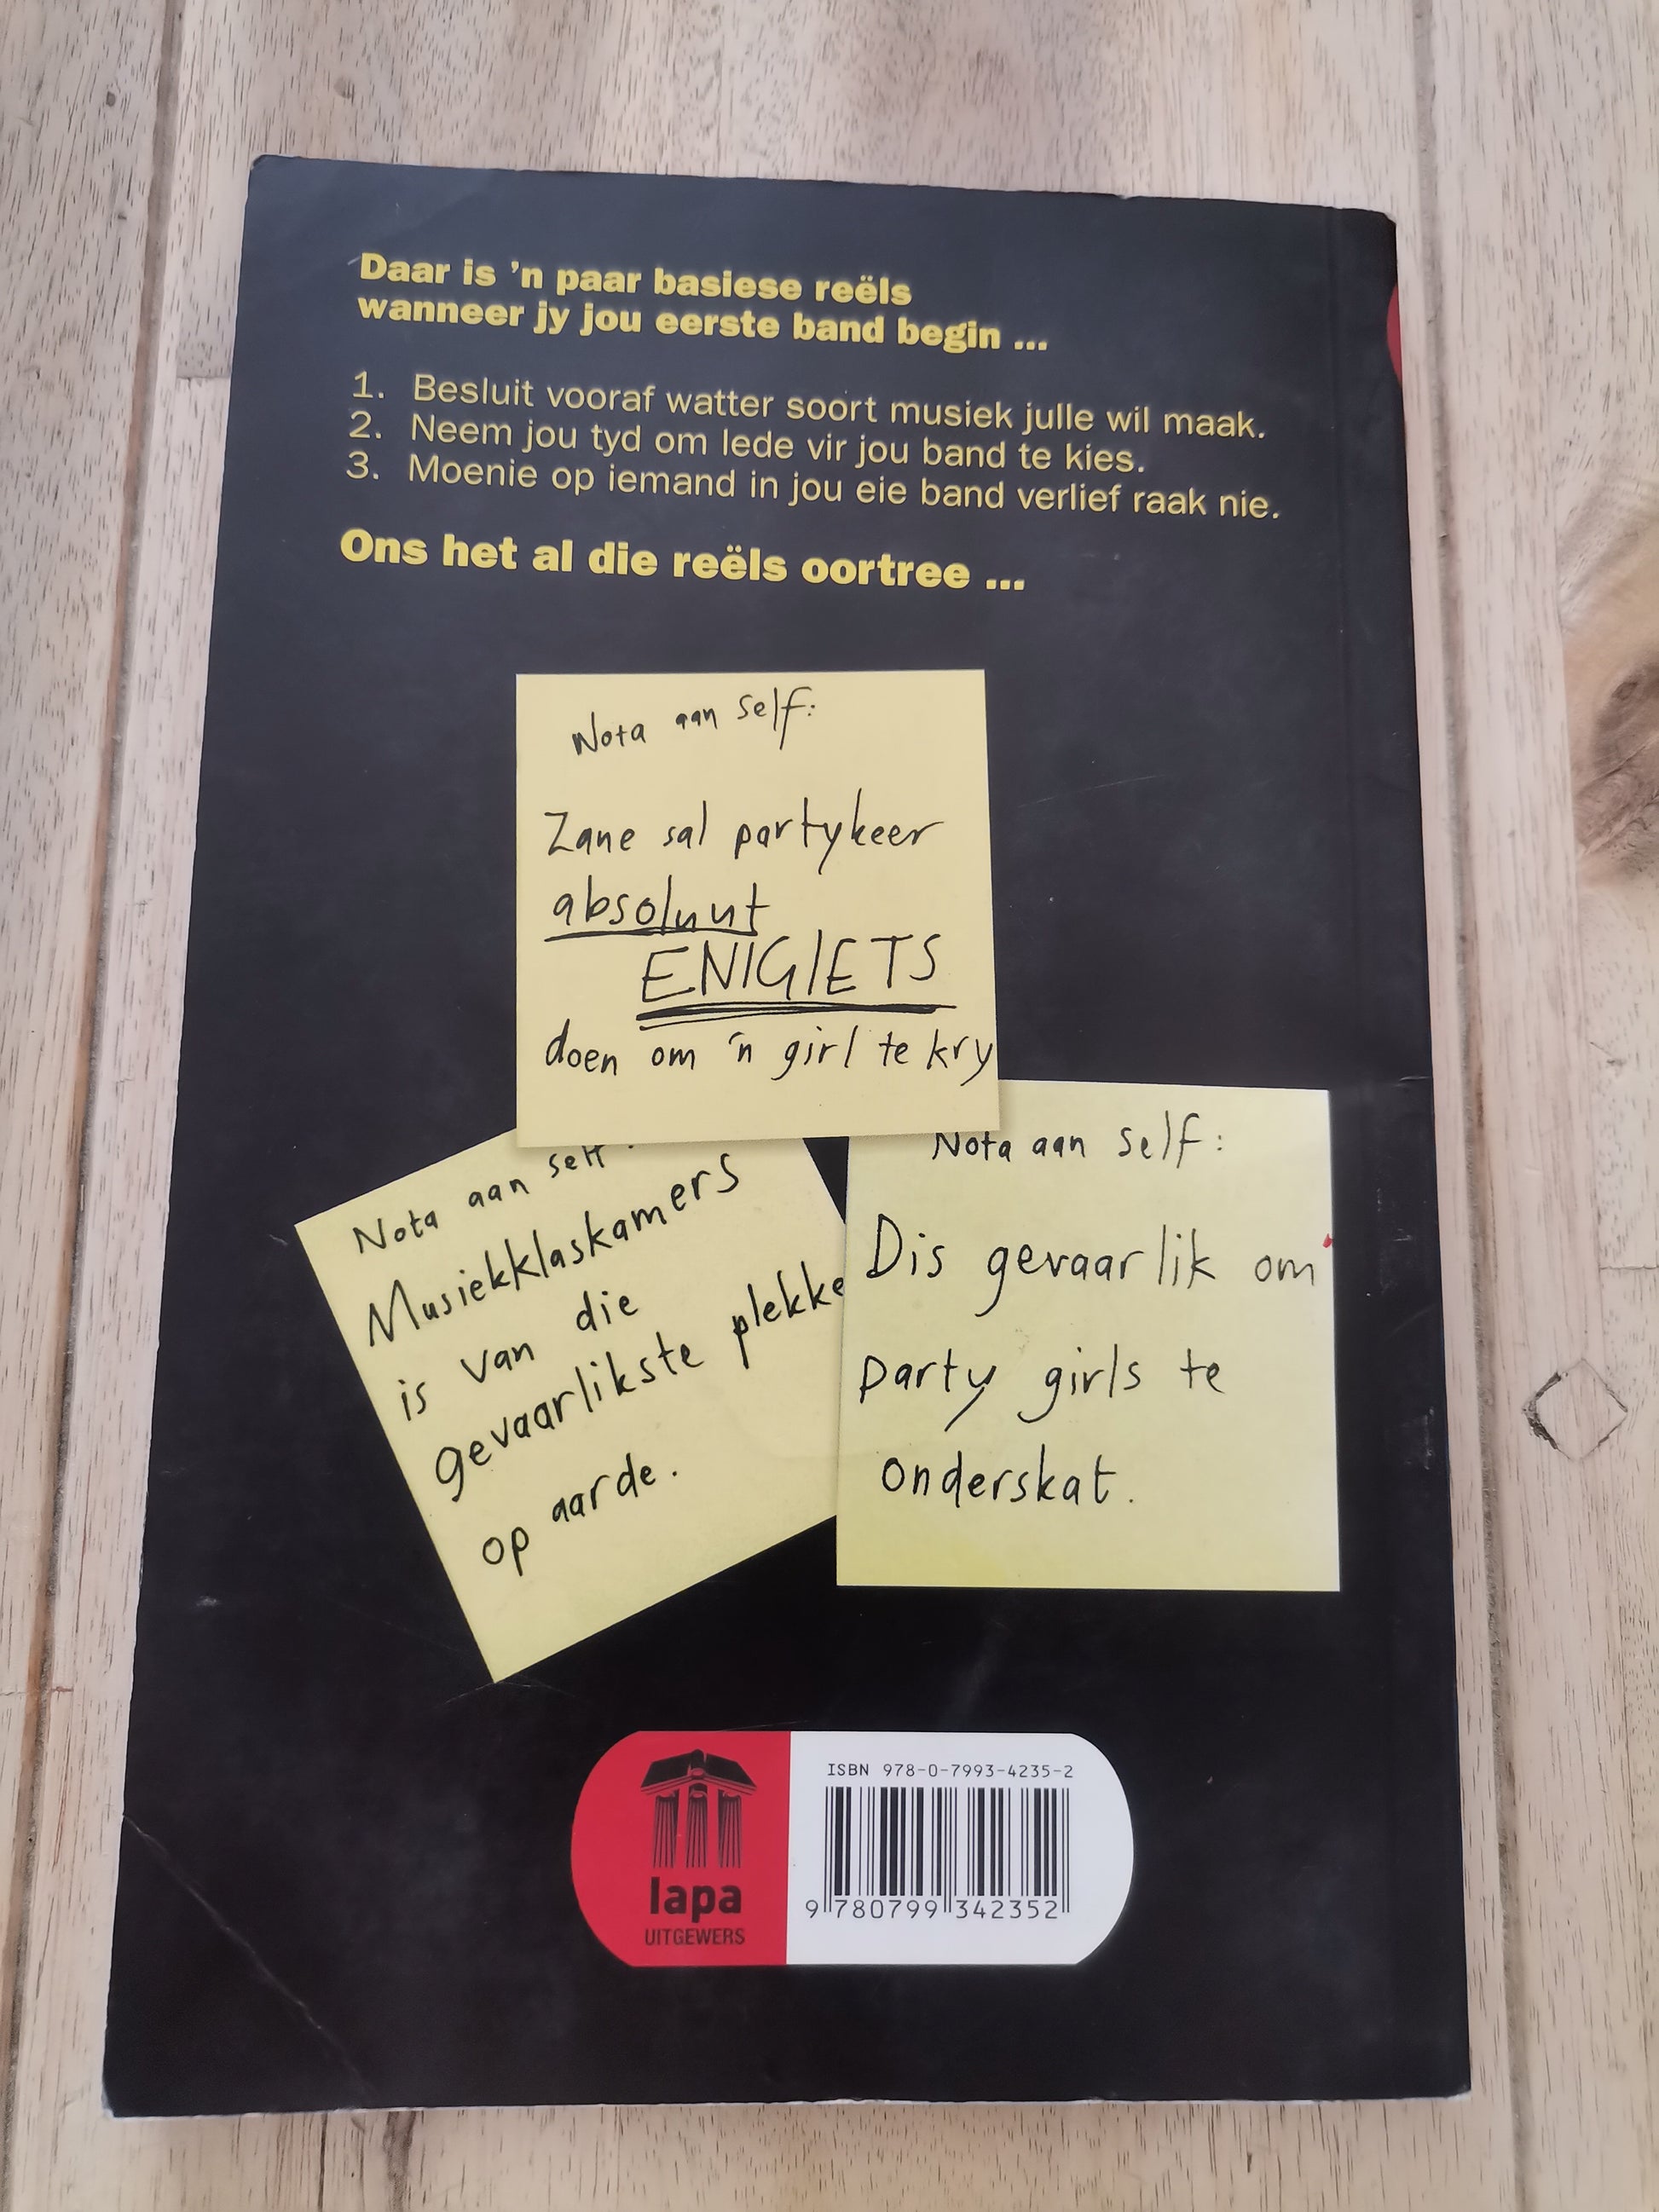 Daar is 'n paar basiese reëls
wanneer jy jou eerste band begin ...
1. Besluit vooraf watter soort musiek julle wil maak.
2. Neem jou tyd om lede vir jou band te kies.
3. Moenie op iemand in jou eie band verlief raak nie.
Ons het al die reëls oortree ...
Nota aan self:
Zane sal partykeer
absoluut
ENIGIETS
doen om 'n girl te kry
Nota aan self:
Musiekklaskamers
is van die
gevaarlikste plekke
op aarde.
Nota aan self:
Dis gevaarlik om
party girls te
onderskat.
lapa
UITGEWERS
ISBN 978-0-7993-4235-2
9 780799 342352